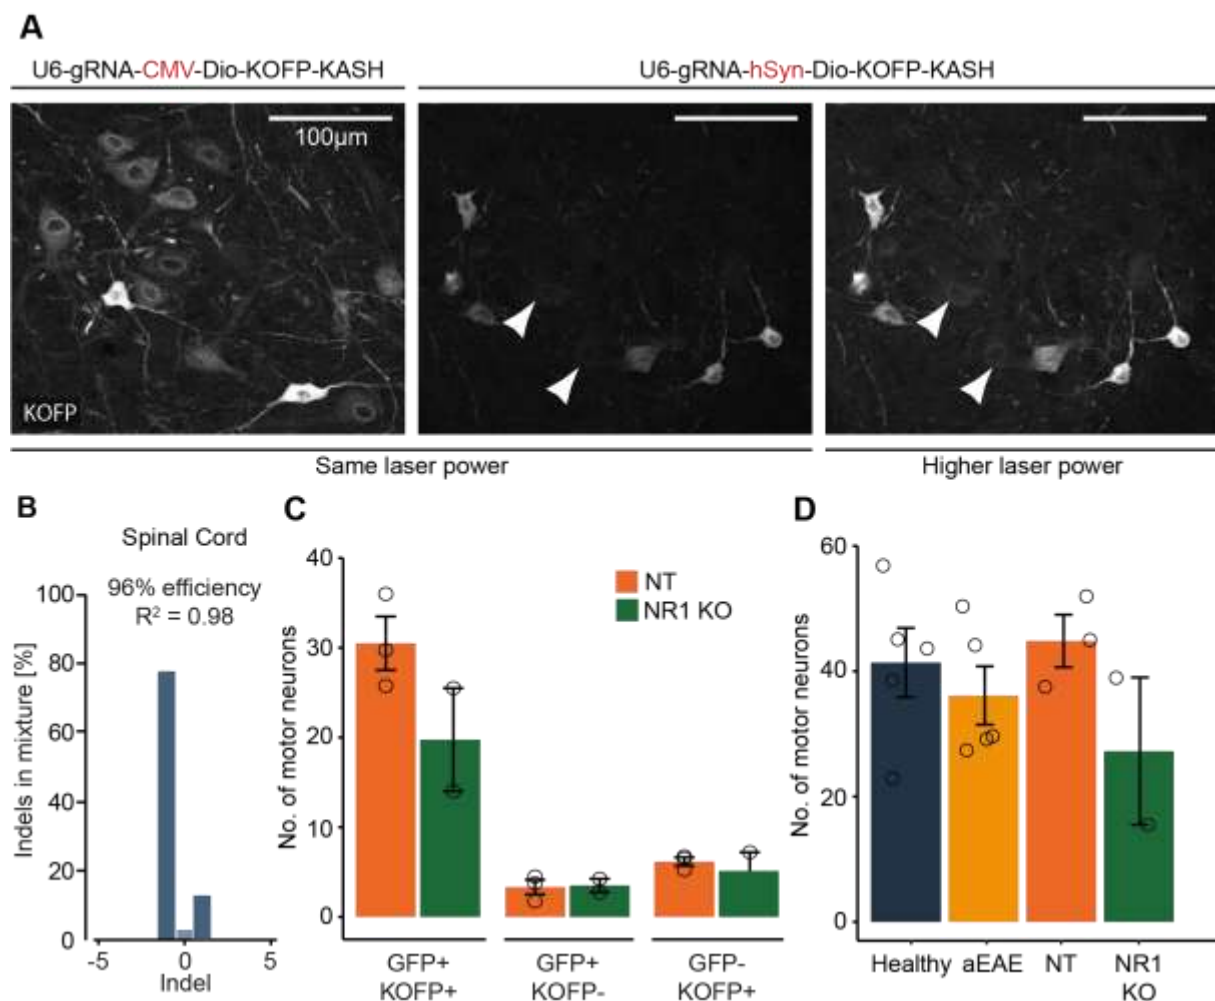 A
U6-gRNA-CMV-Dio-KOFP-KASH
U6-gRNA-hSyn-Dio-KOFP-KASH
100µm
KOFP
Same laser power
Higher laser power
B
Spinal Cord
96% efficiency
R² = 0.98
Indels in mixture [%]
100
80
60
40
20
0
-5
0
5
Indel
C
No. of motor neurons
40
30
20
10
0
NT
NR1 KO
GFP+
KOFP+
GFP+
KOFP-
GFP-
KOFP+
D
No. of motor neurons
60
40
20
0
Healthy
aEAE
NT
NR1
KO